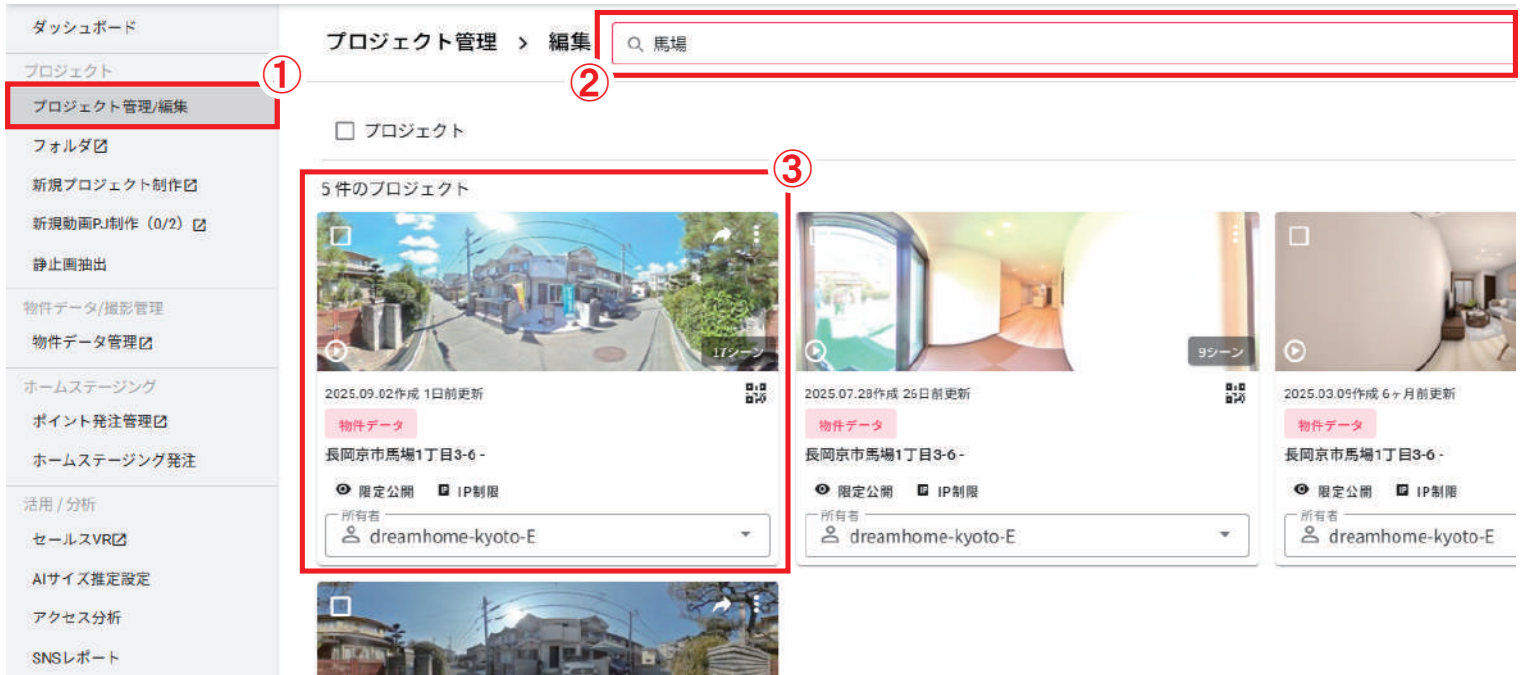 ダッシュボード
プロジェクト
プロジェクト管理/編集
フォルダ
新規プロジェクト制作
新規動画PJ制作（0/2）
静止画抽出
物件データ/撮影管理
物件データ管理
ホームステージング
ポイント発注管理
ホームステージング発注
活用 / 分析
セールスVR
AIサイズ推定設定
アクセス分析
SNSレポート
①
プロジェクト管理 > 編集
馬場
②
プロジェクト
③
5 件のプロジェクト
17シーン
2025.09.02作成 1日前更新
物件データ
長岡京市馬場1丁目3-6 -
限定公開 IP制限
所有者
dreamhome-kyoto-E
9シーン
2025.07.28作成 26日前更新
物件データ
長岡京市馬場1丁目3-6 -
限定公開 IP制限
所有者
dreamhome-kyoto-E
2025.03.09作成 6ヶ月前更新
物件データ
長岡京市馬場1丁目3-6 -
限定公開 IP制限
所有者
dreamhome-kyoto-E